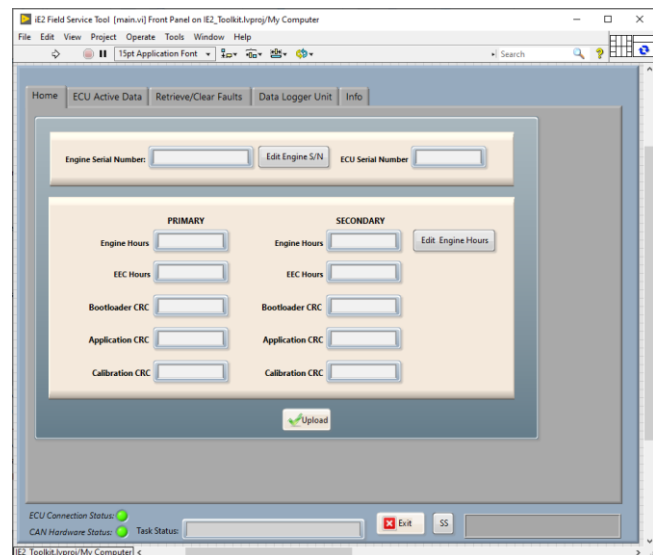 iE2 Field Service Tool [main.vi] Front Panel on IE2_Toolkit.lvproj/My Computer
File Edit View Project Operate Tools Window Help
15pt Application Font Search
Home ECU Active Data Retrieve/Clear Faults Data Logger Unit Info
Engine Serial Number: Edit Engine S/N ECU Serial Number
PRIMARY SECONDARY
Engine Hours Engine Hours Edit Engine Hours
EEC Hours EEC Hours
Bootloader CRC Bootloader CRC
Application CRC Application CRC
Calibration CRC Calibration CRC
Upload
ECU Connection Status:
CAN Hardware Status: Task Status: Exit SS
IE2_Toolkit.lvproj/My Computer